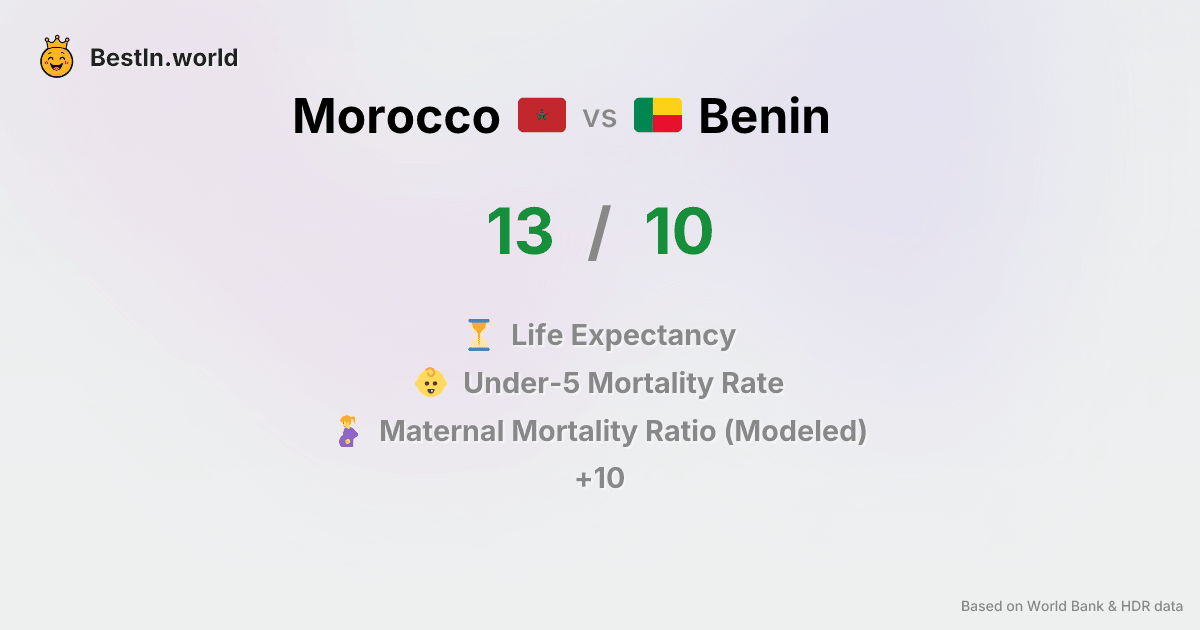 BestIn.world
Morocco vs Benin
13 / 10
Life Expectancy
Under-5 Mortality Rate
Maternal Mortality Ratio (Modeled)
+10
Based on World Bank & HDR data